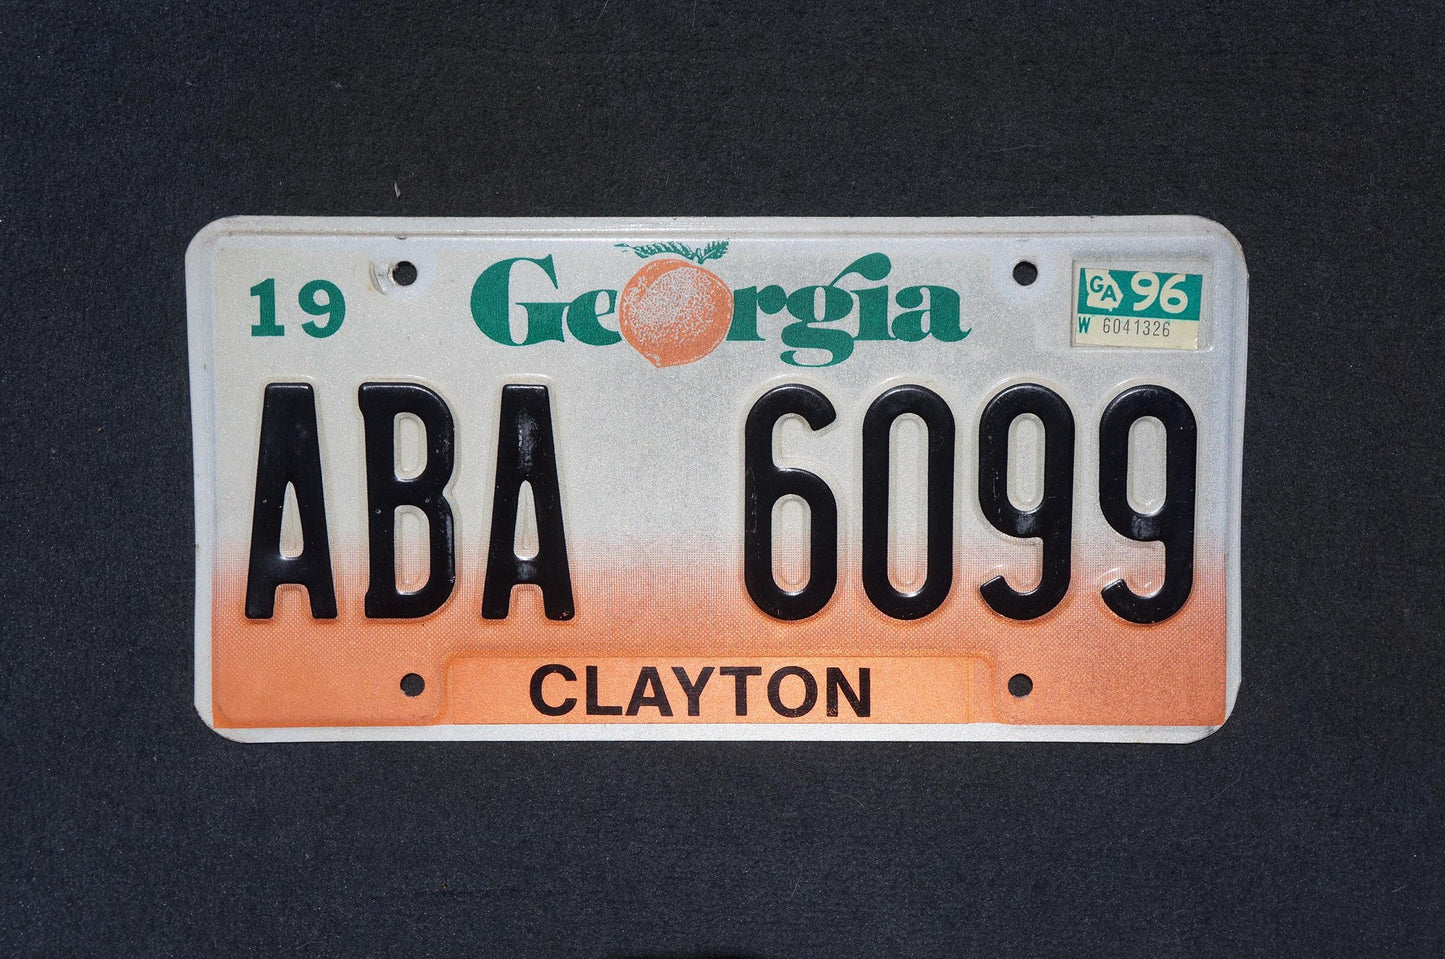 19 Georgia GA 96
W 6041326
ABA 6099
CLAYTON